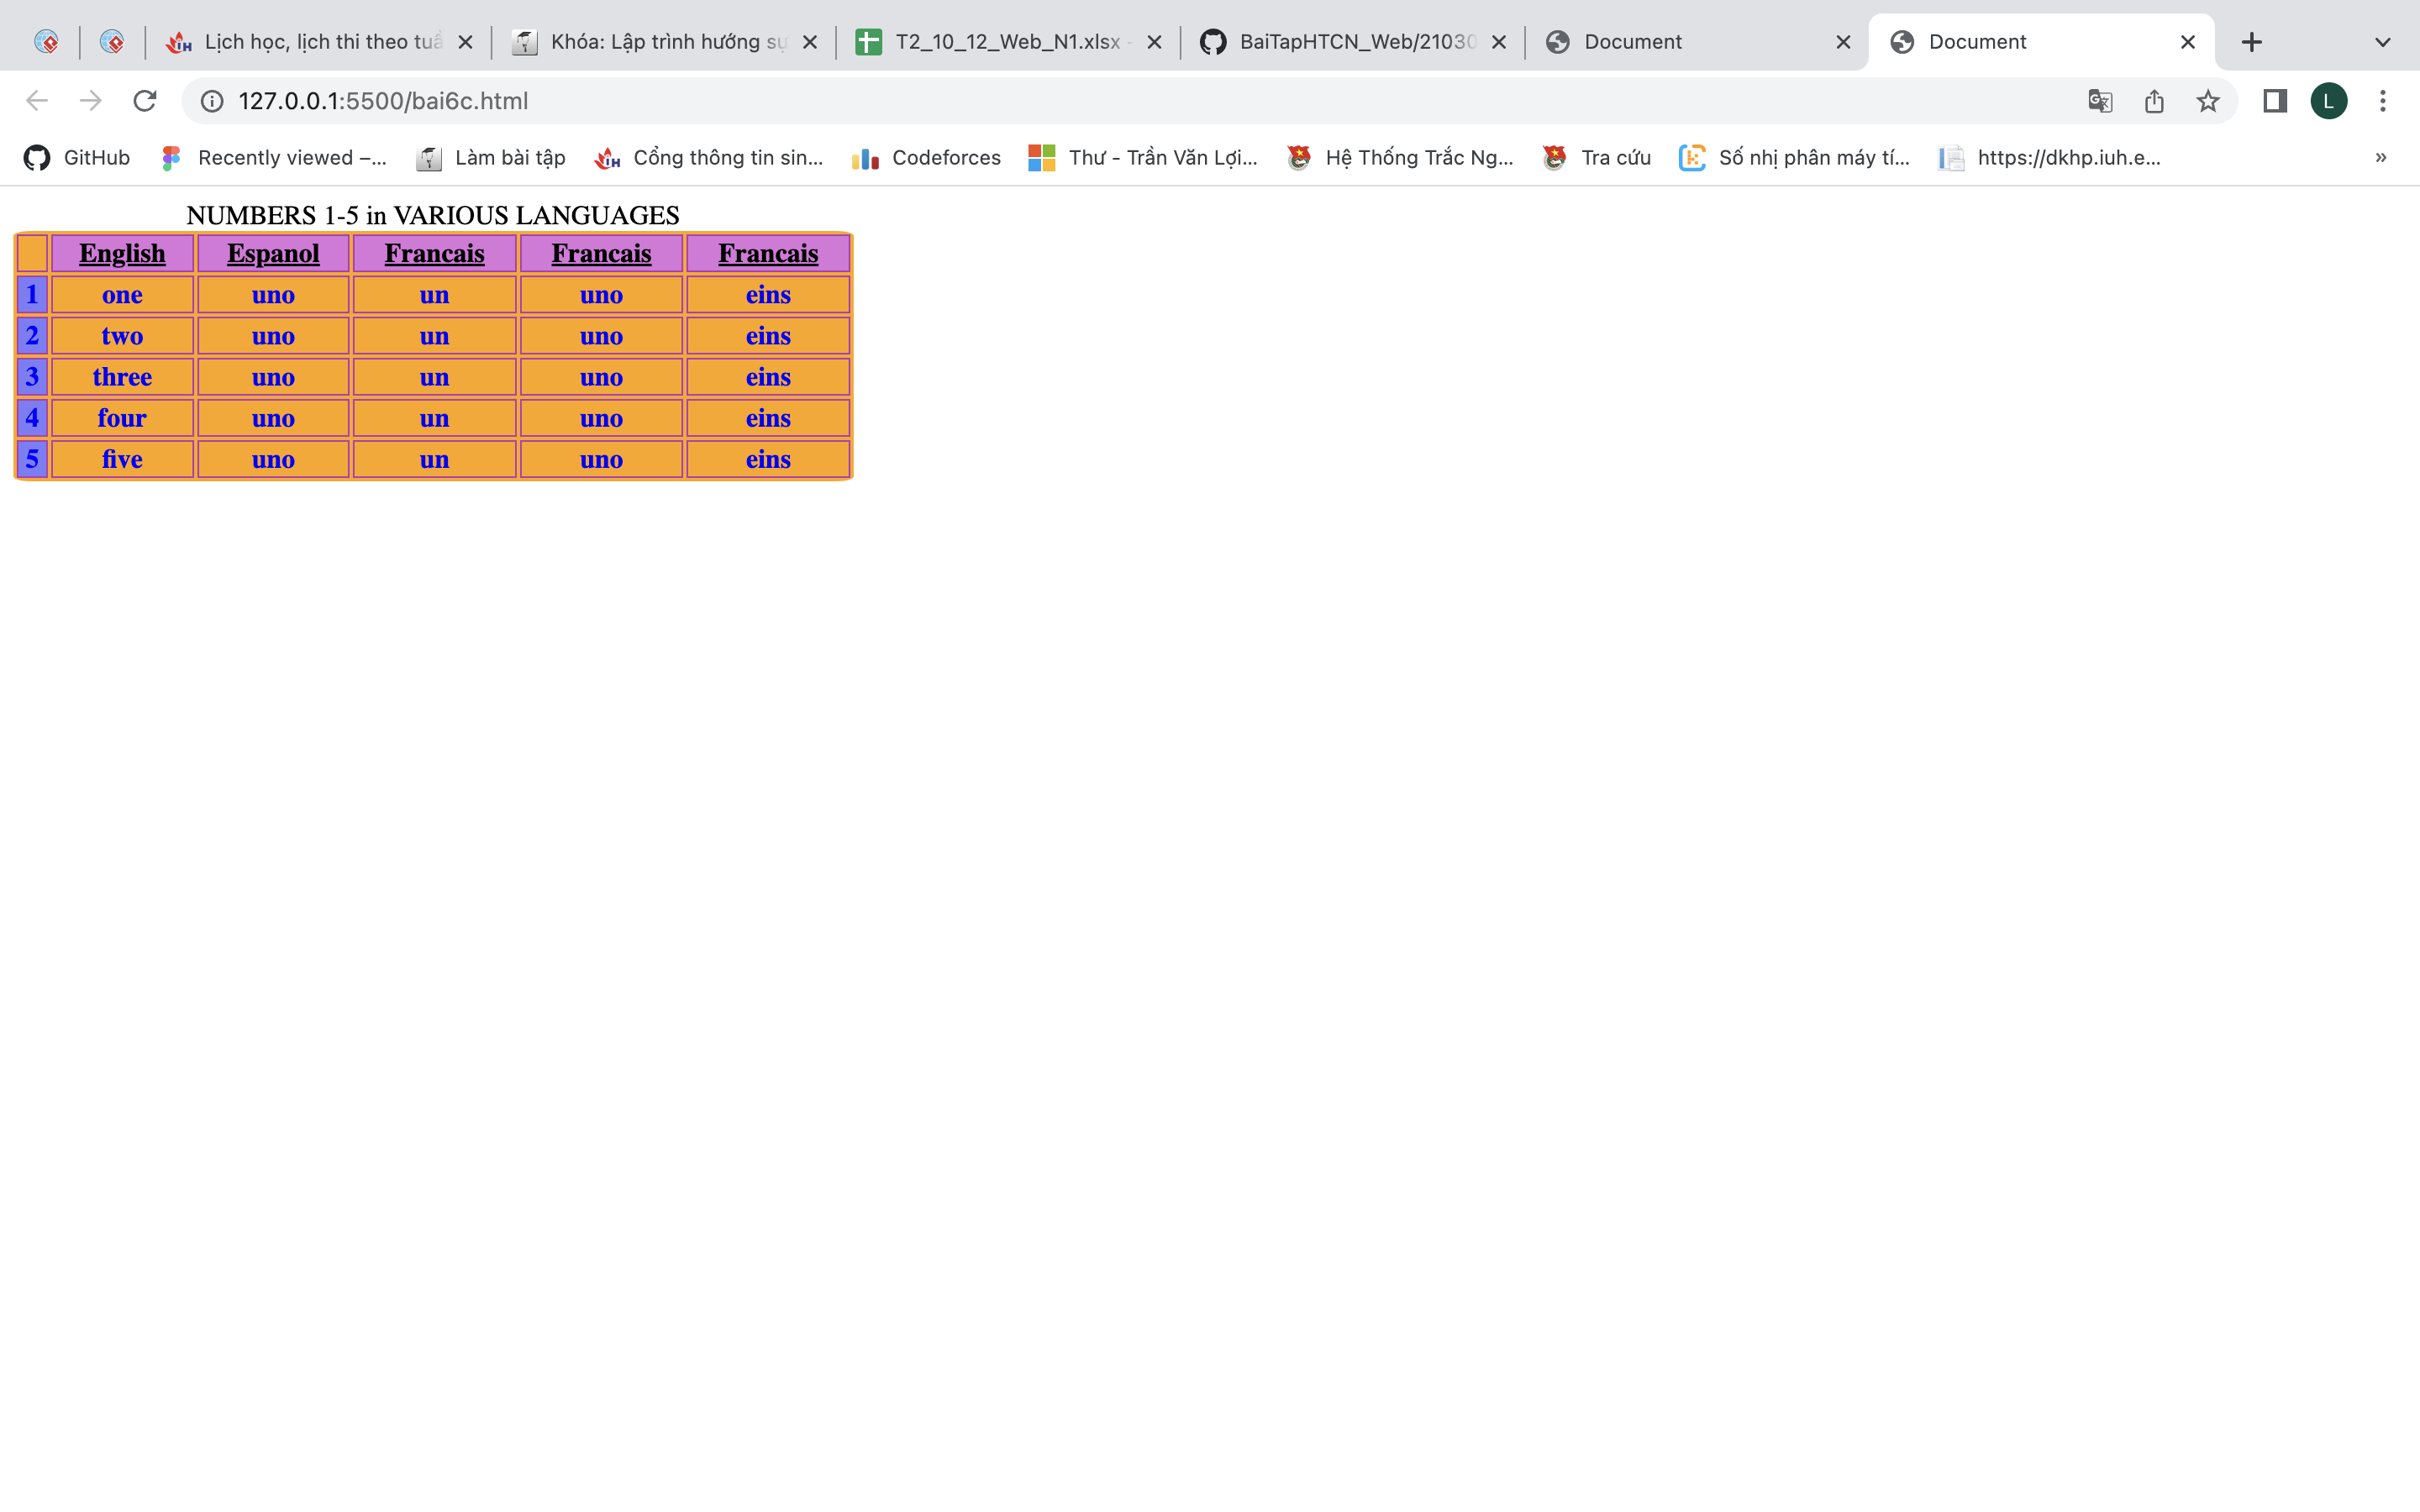 Lịch học, lịch thi theo tuầ
Khóa: Lập trình hướng sự
T2_10_12_Web_N1.xlsx -
BaiTapHTCN_Web/21030
Document
Document
127.0.0.1:5500/bai6c.html
L
GitHub
Recently viewed –...
Làm bài tập
Cổng thông tin sin...
Codeforces
Thư - Trần Văn Lợi...
Hệ Thống Trắc Ng...
Tra cứu
Số nhị phân máy tí...
https://dkhp.iuh.e...
»
NUMBERS 1-5 in VARIOUS LANGUAGES
English Espanol Francais Francais Francais
1 one uno un uno eins
2 two uno un uno eins
3 three uno un uno eins
4 four uno un uno eins
5 five uno un uno eins